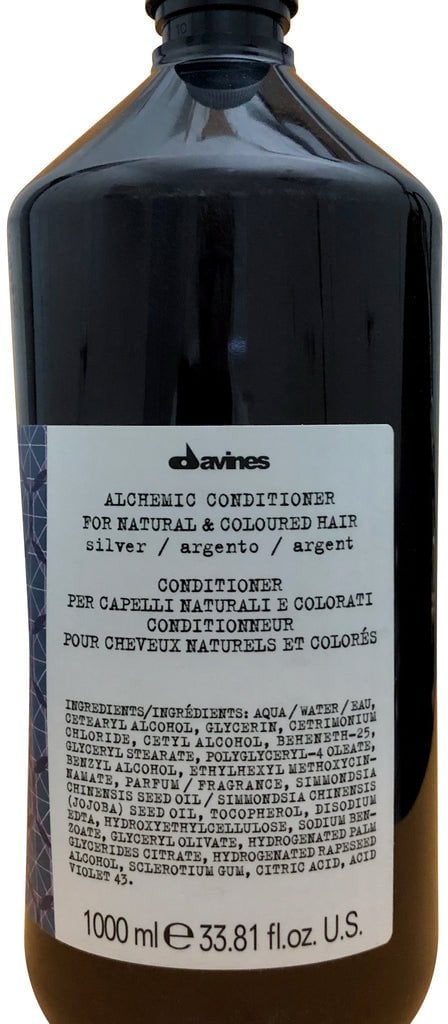 davines
ALCHEMIC CONDITIONER
FOR NATURAL & COLOURED HAIR
silver / argento / argent
CONDITIONER
PER CAPELLI NATURALI E COLORATI
CONDITIONNEUR
POUR CHEVEUX NATURELS ET COLORÉS
INGREDIENTS/INGRÉDIENTS: AQUA/WATER/EAU,
CETEARYL ALCOHOL, GLYCERIN, CETRIMONIUM
CHLORIDE, CETYL ALCOHOL, BEHENETH-25,
GLYCERYL STEARATE, POLYGLYCERYL-4 OLEATE,
BENZYL ALCOHOL, ETHYLHEXYL METHOXYCIN-
NAMATE, PARFUM / FRAGRANCE, SIMMONDSIA
CHINENSIS SEED OIL / SIMMONDSIA CHINENSIS
(JOJOBA) SEED OIL, TOCOPHEROL, DISODIUM
EDTA, HYDROXYETHYLCELLULOSE, SODIUM BEN-
ZOATE, GLYCERYL OLIVATE, HYDROGENATED PALM
GLYCERIDES CITRATE, HYDROGENATED RAPESEED
ALCOHOL, SCLEROTIUM GUM, CITRIC ACID, ACID
VIOLET 43.
1000 ml e 33.81 fl.oz. U.S.